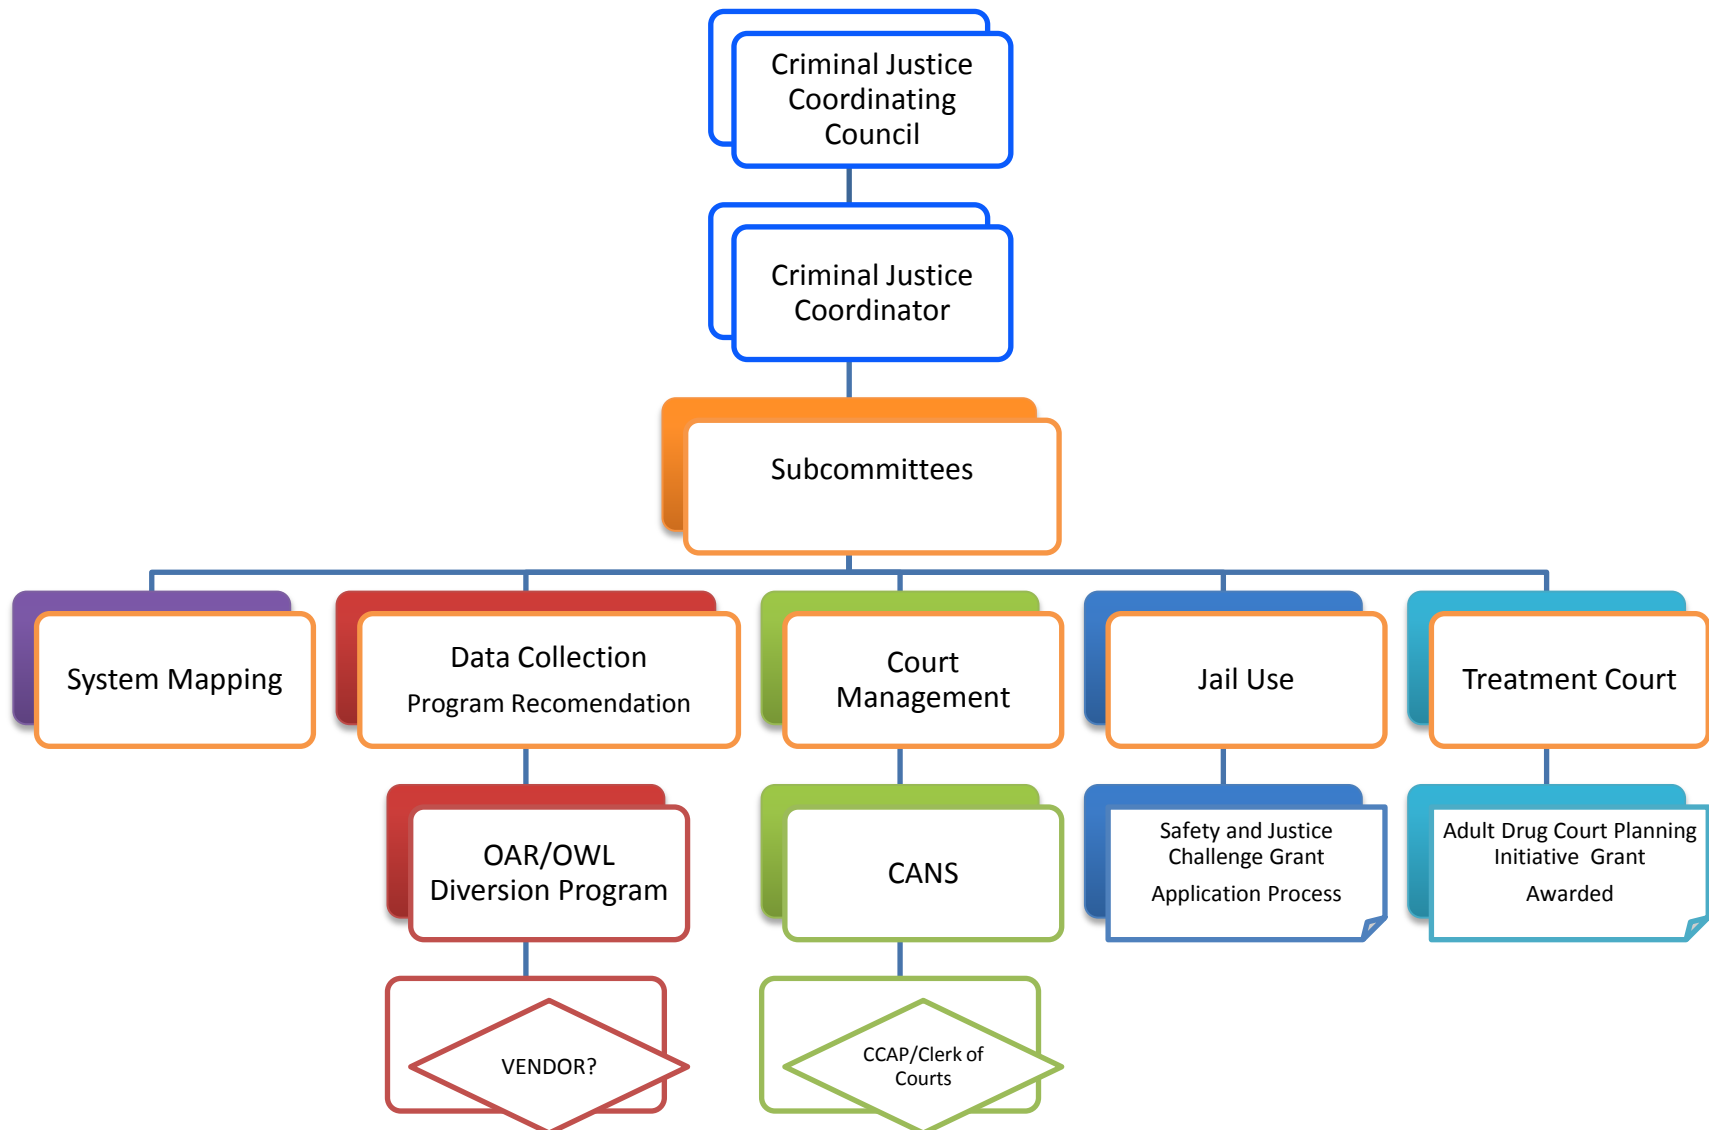 Criminal Justice
Coordinating
Council
Criminal Justice
Coordinator
Subcommittees
System Mapping
Data Collection
Program Recomendation
Court
Management
Jail Use
Treatment Court
OAR/OWL
Diversion Program
CANS
Safety and Justice
Challenge Grant
Application Process
Adult Drug Court Planning
Initiative  Grant
Awarded
VENDOR?
CCAP/Clerk of
Courts